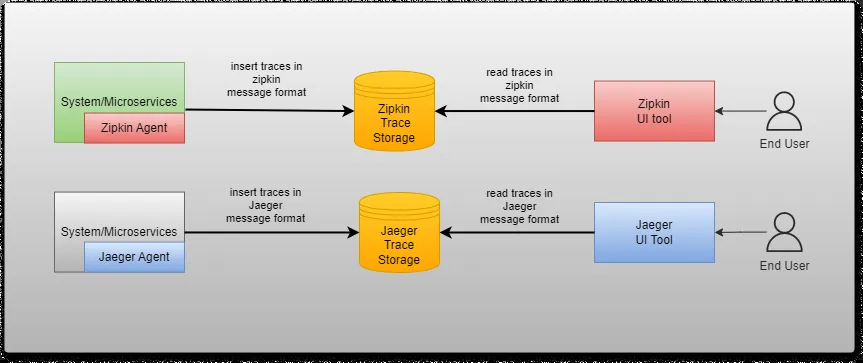 insert traces in
zipkin
message format
read traces in
zipkin
message format
System/Microservices
Zipkin Agent
Zipkin
Trace
Storage
Zipkin
UI tool
End User
insert traces in
Jaeger
message format
read traces in
Jaeger
message format
System/Microservices
Jaeger Agent
Jaeger
Trace
Storage
Jaeger
UI Tool
End User